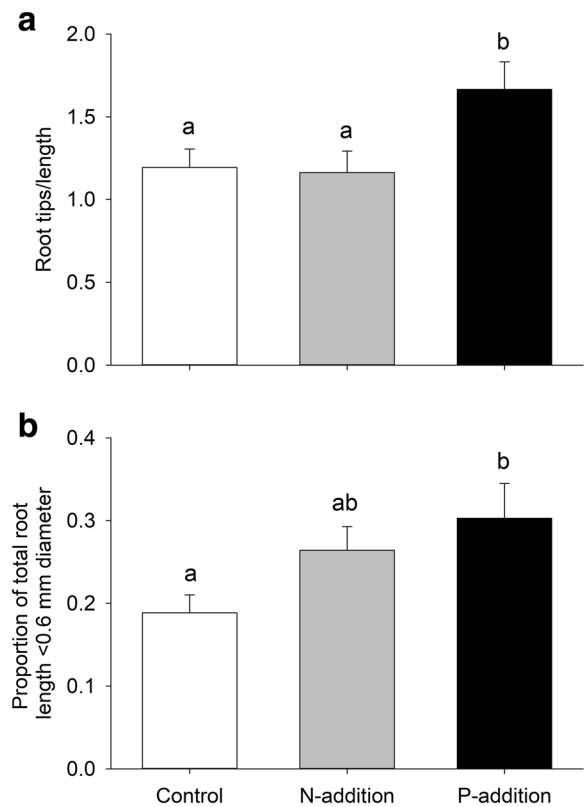 a
2.0
1.5
1.0
0.5
0.0
Root tips/length
a
a
b
b
0.4
0.3
0.2
0.1
0.0
Proportion of total root
length <0.6 mm diameter
a
ab
b
Control N-addition P-addition